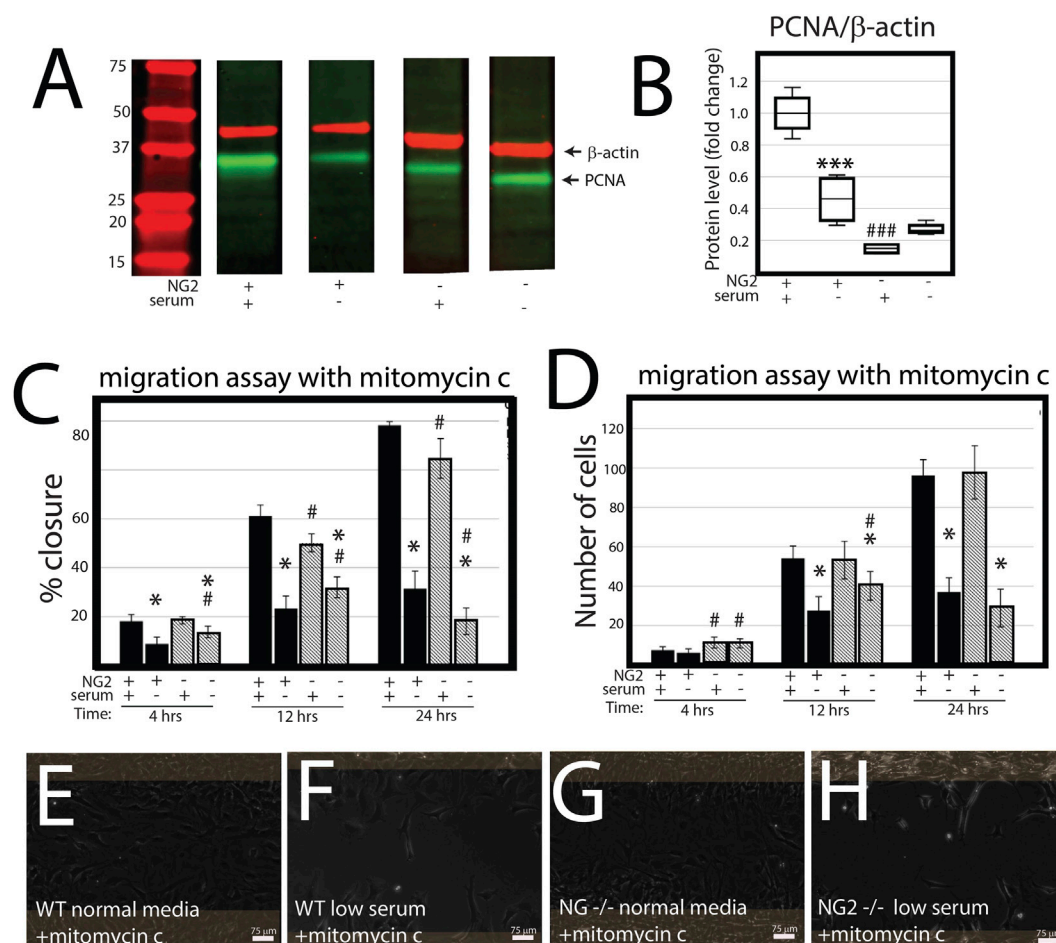 A
75
50
37
25
20
15
β-actin
PCNA
NG2 + + - -
serum + - + -
B
PCNA/β-actin
Protein level (fold change)
1.2
1.0
0.6
0.4
0.2
***
###
NG2 + + - -
serum + - + -
C
migration assay with mitomycin c
% closure
80
60
40
20
* * #
* # * #
* # # *
NG2 + + - - + + - - + + - -
serum + - + - + - + - + - + -
Time: 4 hrs 12 hrs 24 hrs
D
migration assay with mitomycin c
Number of cells
120
100
80
60
40
20
# #
* # *
* *
NG2 + + - - + + - - + + - -
serum + - + - + - + - + - + -
Time: 4 hrs 12 hrs 24 hrs
E
WT normal media
+mitomycin c
75 µm
F
WT low serum
+mitomycin c
75 µm
G
NG -/- normal media
+mitomycin c
75 µm
H
NG2 -/- low serum
+mitomycin c
75 µm